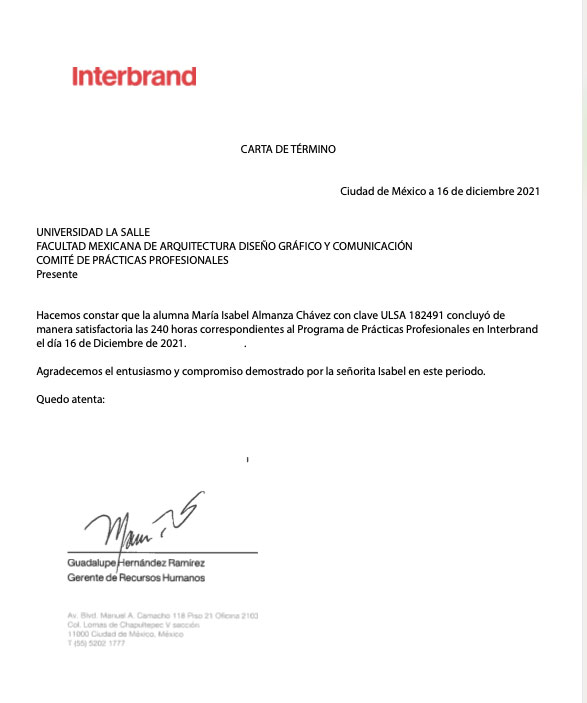 Interbrand
CARTA DE TÉRMINO
Ciudad de México a 16 de diciembre 2021
UNIVERSIDAD LA SALLE
FACULTAD MEXICANA DE ARQUITECTURA DISEÑO GRÁFICO Y COMUNICACIÓN
COMITÉ DE PRÁCTICAS PROFESIONALES
Presente
Hacemos constar que la alumna María Isabel Almanza Chávez con clave ULSA 182491 concluyó de
manera satisfactoria las 240 horas correspondientes al Programa de Prácticas Profesionales en Interbrand
el día 16 de Diciembre de 2021. .
Agradecemos el entusiasmo y compromiso demostrado por la señorita Isabel en este periodo.
Quedo atenta:
Guadalupe Hernández Ramírez
Gerente de Recursos Humanos
Av. Blvd. Manuel A. Camacho 118 Piso 21 Oficina 2103
Col. Lomas de Chapultepec V sección
11000 Ciudad de México, México
T (55) 5202 1777